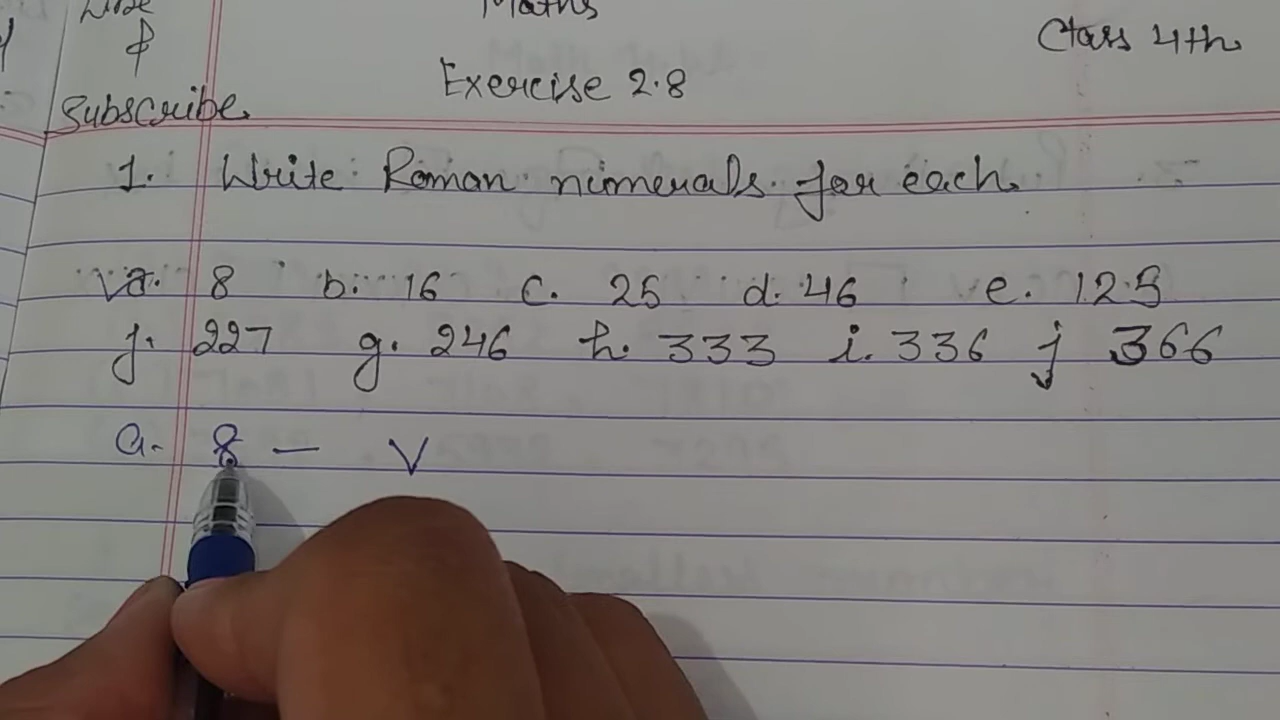 Maths
&
Class 4th
Exercise 2.8
Subscribe.
1. Write Roman numerals for each.
a. 8 b. 16 c. 25 d. 46 e. 125
f. 227 g. 246 h. 333 i. 336 j 366
a. 8 — V